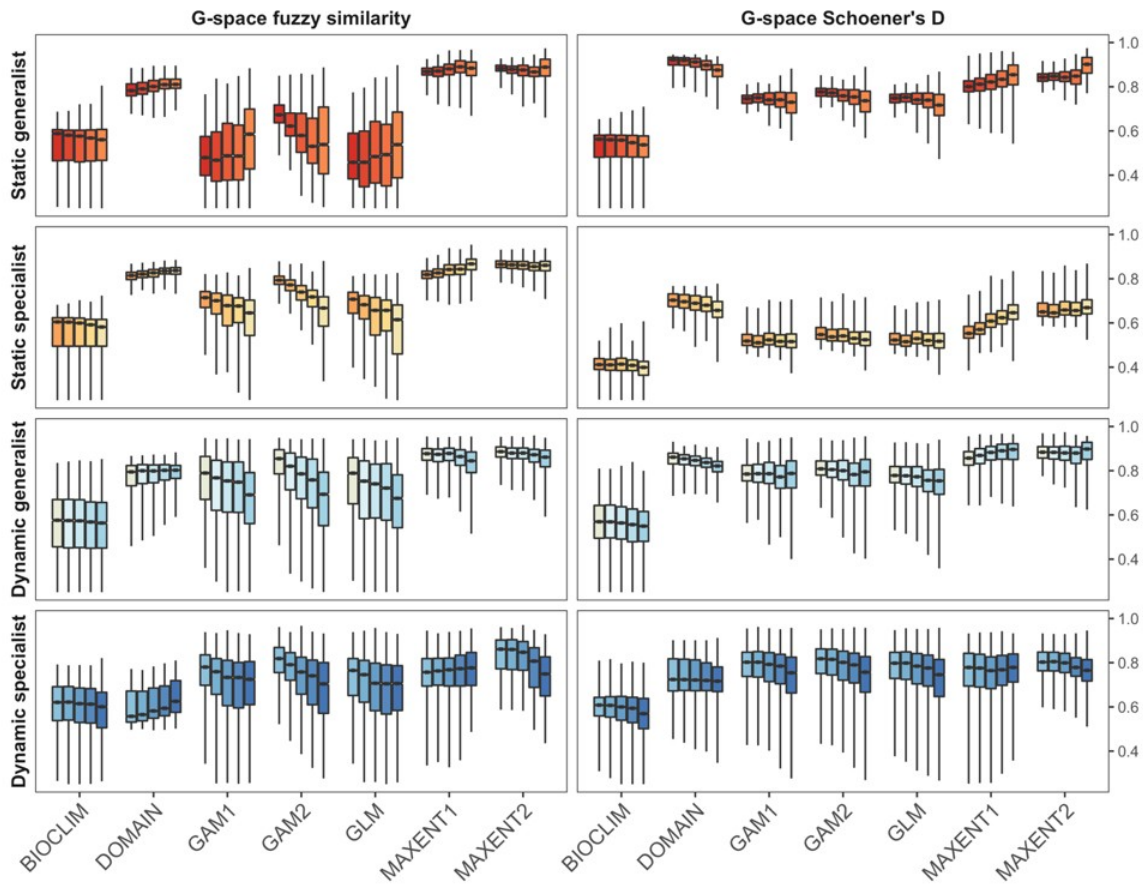 G-space fuzzy similarity
G-space Schoener's D
Static generalist
1.0
0.8
0.6
0.4
Static specialist
1.0
0.8
0.6
0.4
Dynamic generalist
1.0
0.8
0.6
0.4
Dynamic specialist
1.0
0.8
0.6
0.4
BIOCLIM
DOMAIN
GAM1
GAM2
GLM
MAXENT1
MAXENT2
BIOCLIM
DOMAIN
GAM1
GAM2
GLM
MAXENT1
MAXENT2